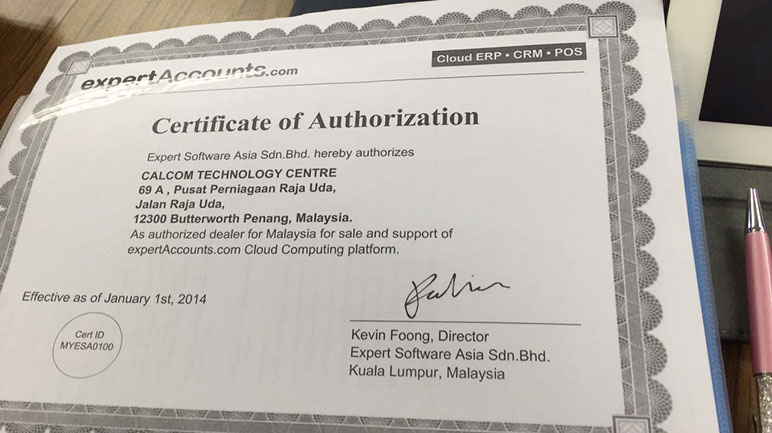 expertAccounts.com
Cloud ERP • CRM • POS
Certificate of Authorization
Expert Software Asia Sdn.Bhd. hereby authorizes
CALCOM TECHNOLOGY CENTRE
69 A , Pusat Perniagaan Raja Uda,
Jalan Raja Uda,
12300 Butterworth Penang, Malaysia.
As authorized dealer for Malaysia for sale and support of
expertAccounts.com Cloud Computing platform.
Effective as of January 1st, 2014
Cert ID
MYESA0100
Kevin Foong, Director
Expert Software Asia Sdn.Bhd.
Kuala Lumpur, Malaysia